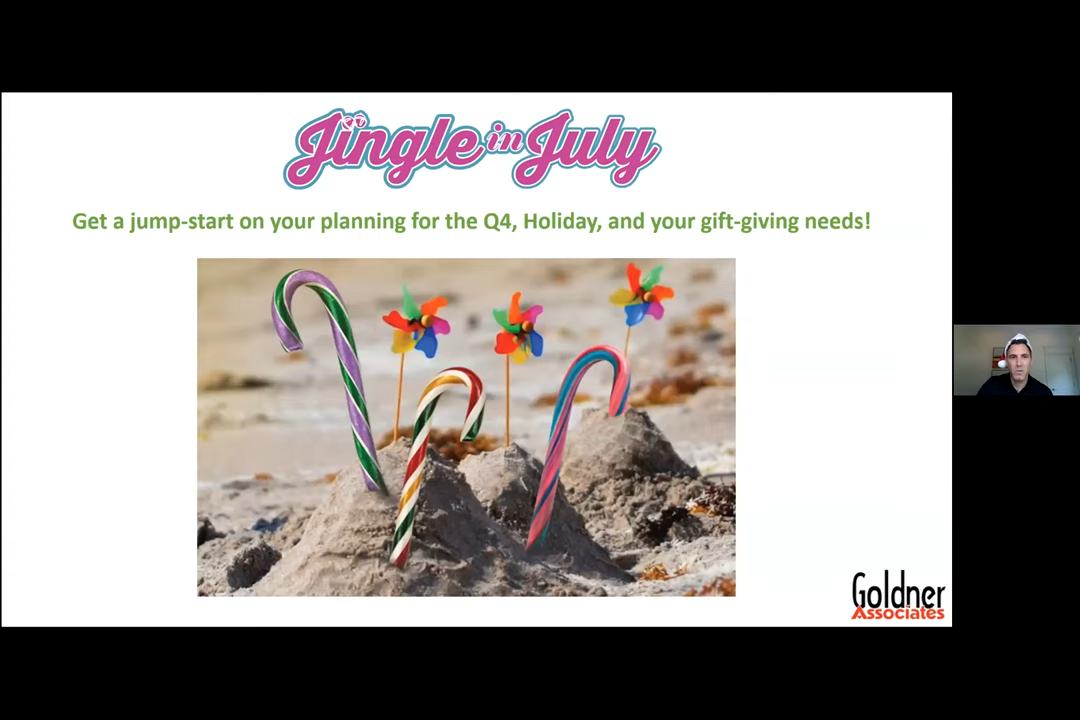 Jingle in July
Get a jump-start on your planning for the Q4, Holiday, and your gift-giving needs!
Goldner
Associates